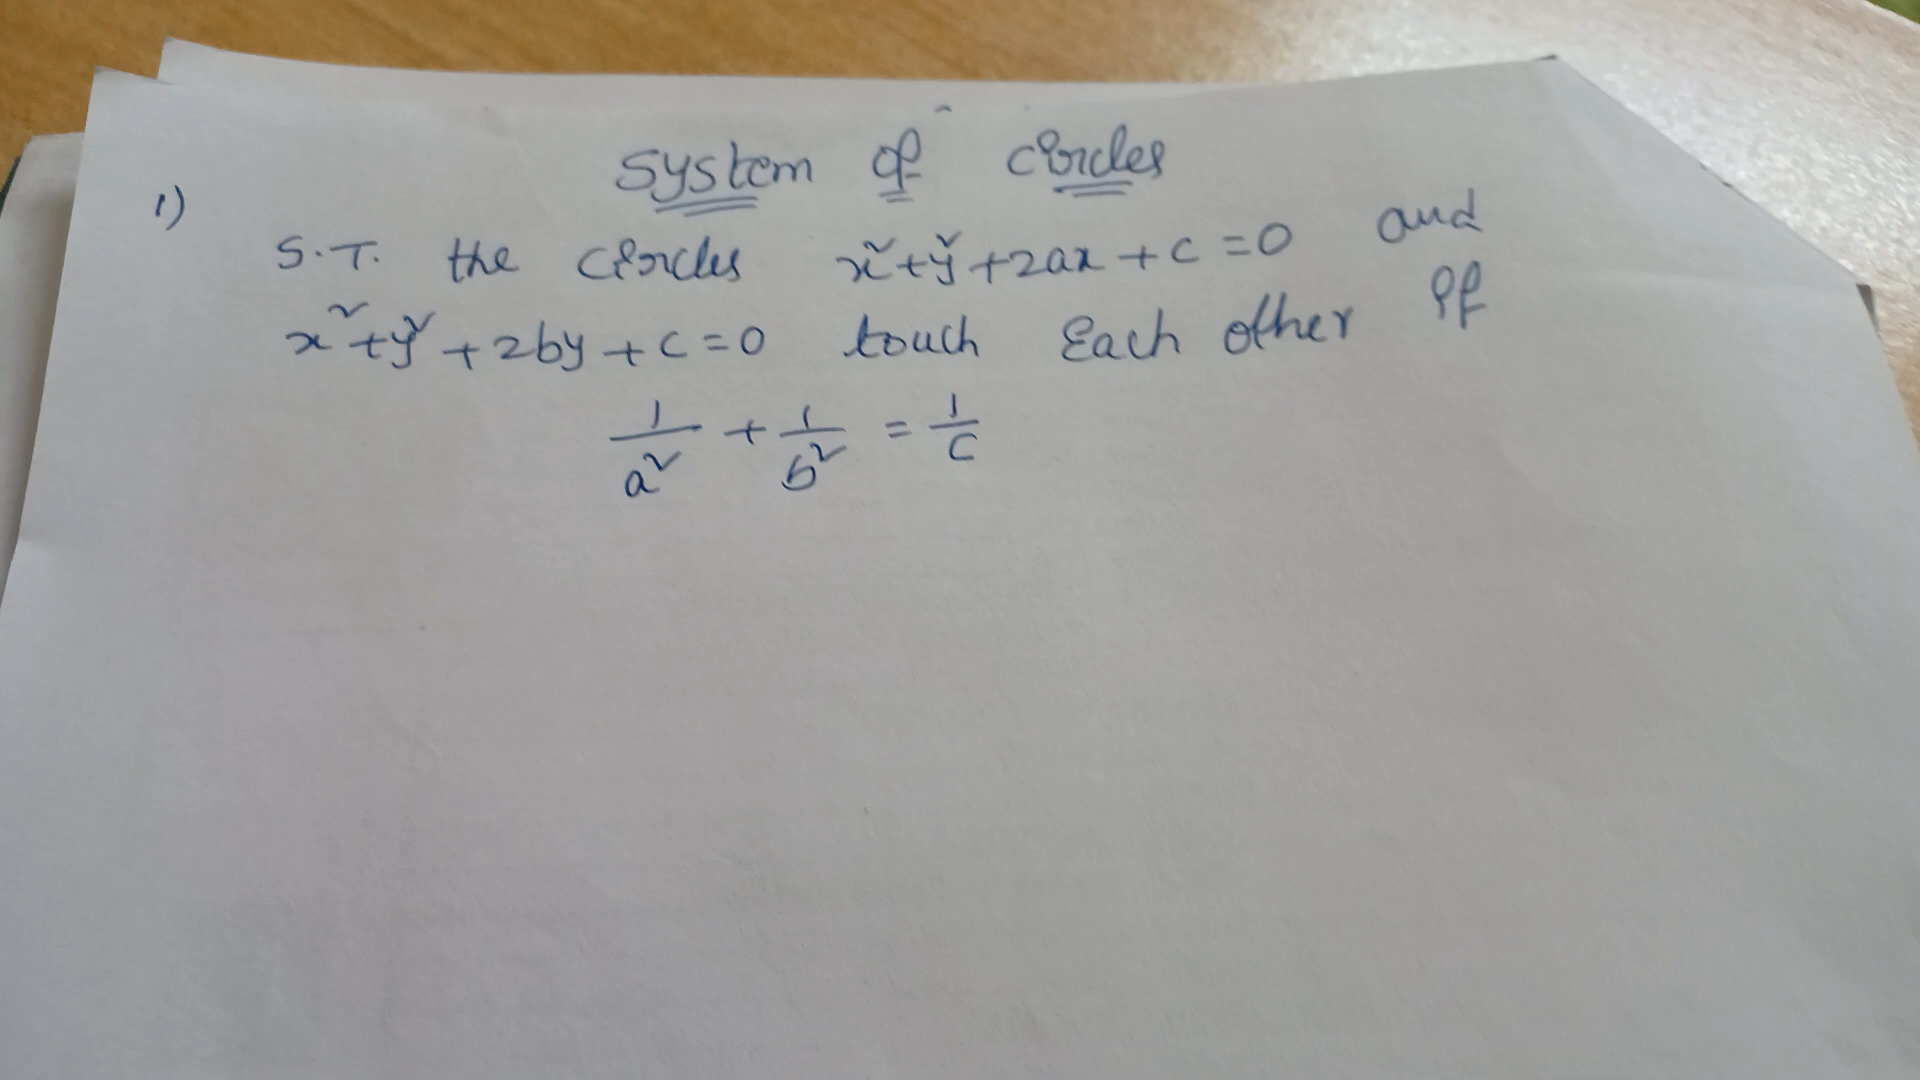 System of circles
1)
S.T. the circles x²+y²+2ax+c=0 and
x²+y²+2by+c=0 touch Each other if
1/a² + 1/b² = 1/c